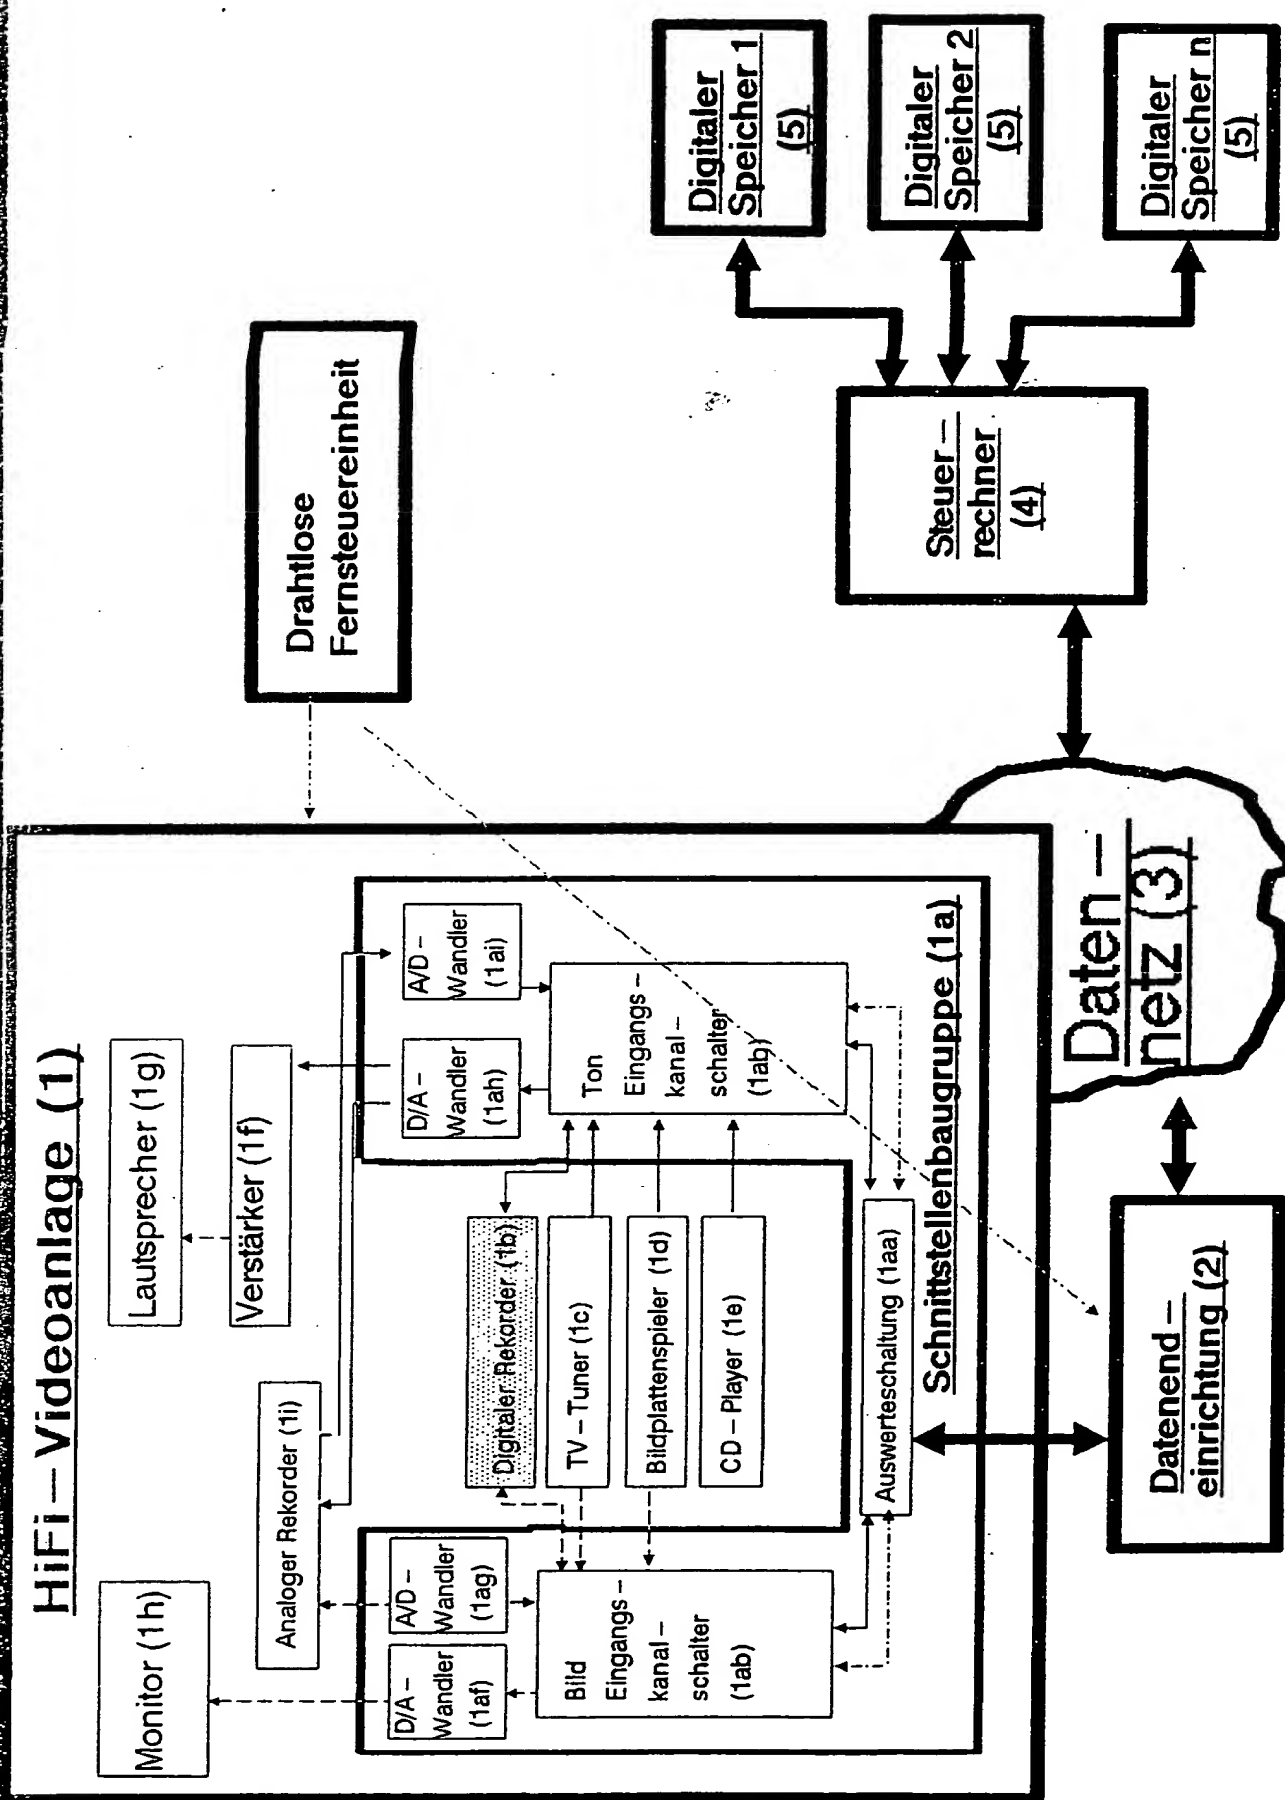 HiFi–Videoanlage (1)
Monitor (1h)
Lautsprecher (1g)
Verstärker (1f)
Analoger Rekorder (1i)
D/A–
Wandler
(1af)
A/D–
Wandler
(1ag)
D/A–
Wandler
(1ah)
A/D–
Wandler
(1ai)
Bild
Eingangs–
kanal–
schalter
(1ab)
Digitaler Rekorder (1b)
TV–Tuner (1c)
Bildplattenspieler (1d)
CD–Player (1e)
Ton
Eingangs–
kanal–
schalter
(1ab)
Auswerteschaltung (1aa)
Schnittstellenbaugruppe (1a)
Drahtlose
Fernsteuereinheit
Datenend–
einrichtung (2)
Daten–
netz (3)
Steuer–
rechner
(4)
Digitaler
Speicher 1
(5)
Digitaler
Speicher 2
(5)
Digitaler
Speicher n
(5)